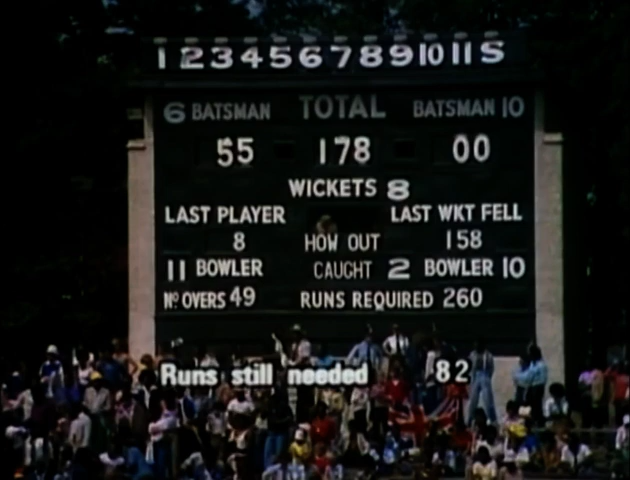 1 2 3 4 5 6 7 8 9 10 11 S
6 BATSMAN TOTAL BATSMAN 10
55 178 00
WICKETS 8
LAST PLAYER LAST WKT FELL
8 HOW OUT 158
11 BOWLER CAUGHT 2 BOWLER 10
No OVERS 49 RUNS REQUIRED 260
Runs still needed 82